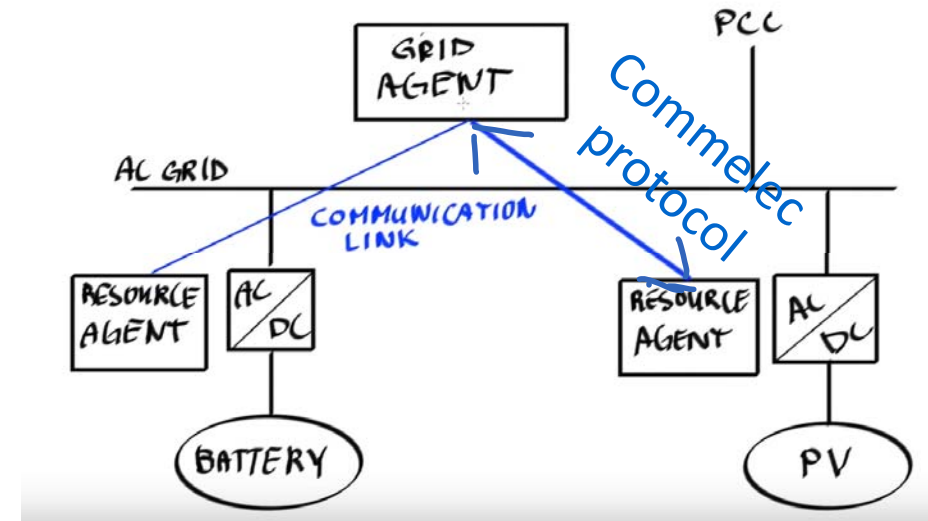 PCC
GRID
AGENT
Commelec
protocol
AC GRID
COMMUNICATION
LINK
RESOURCE
AGENT
AC
DC
RESOURCE
AGENT
AC
DC
BATTERY
PV